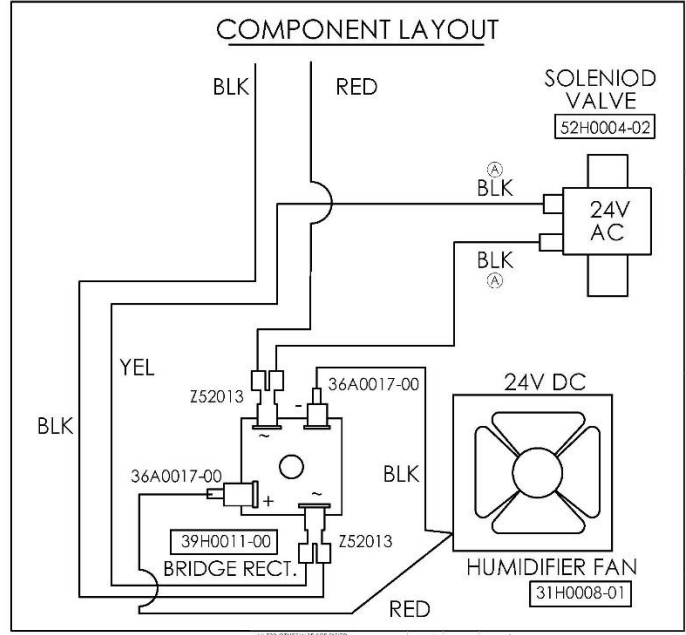 COMPONENT LAYOUT
BLK
RED
SOLENIOD
VALVE
52H0004-02
A
BLK
24V
AC
BLK
A
YEL
Z52013
36A0017-00
24V DC
-
~
BLK
36A0017-00
BLK
+
~
39H0011-00
Z52013
BRIDGE RECT.
HUMIDIFIER FAN
31H0008-01
RED